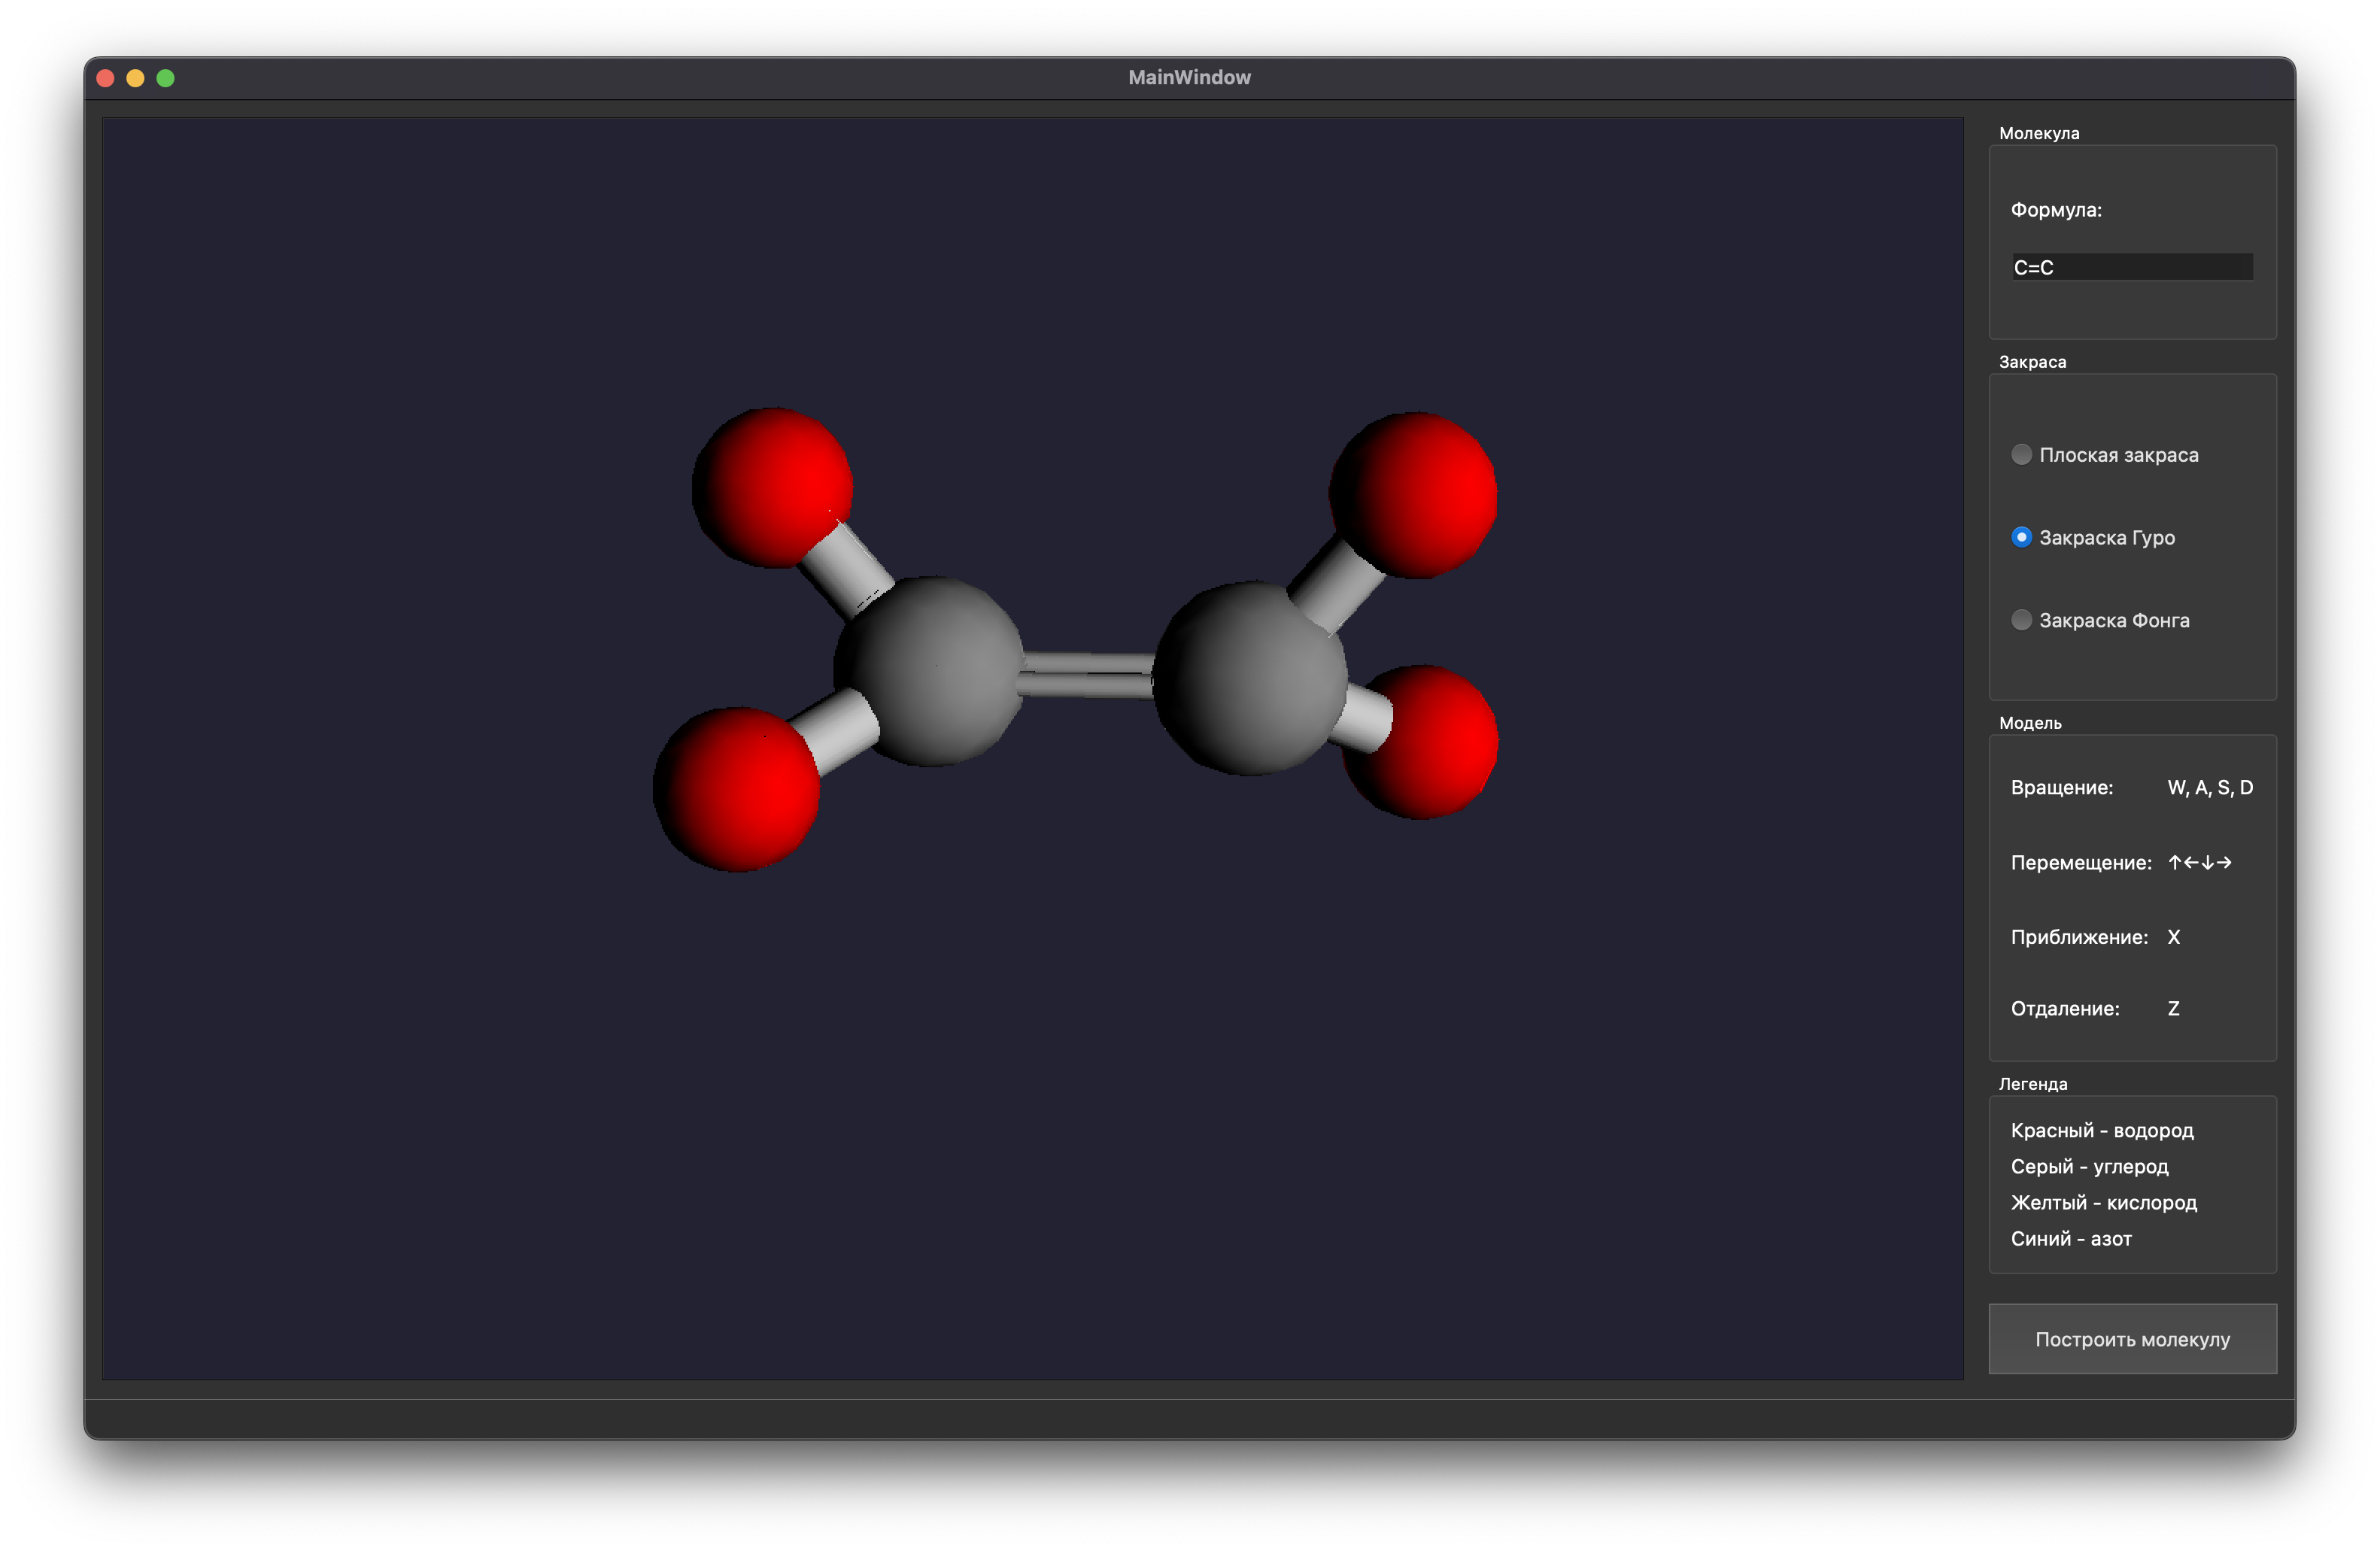 MainWindow
Молекула
Формула:
C=C
Закраса
Плоская закраса
Закраска Гуро
Закраска Фонга
Модель
Вращение: W, A, S, D
Перемещение: ↑←↓→
Приближение: X
Отдаление: Z
Легенда
Красный - водород
Серый - углерод
Желтый - кислород
Синий - азот
Построить молекулу